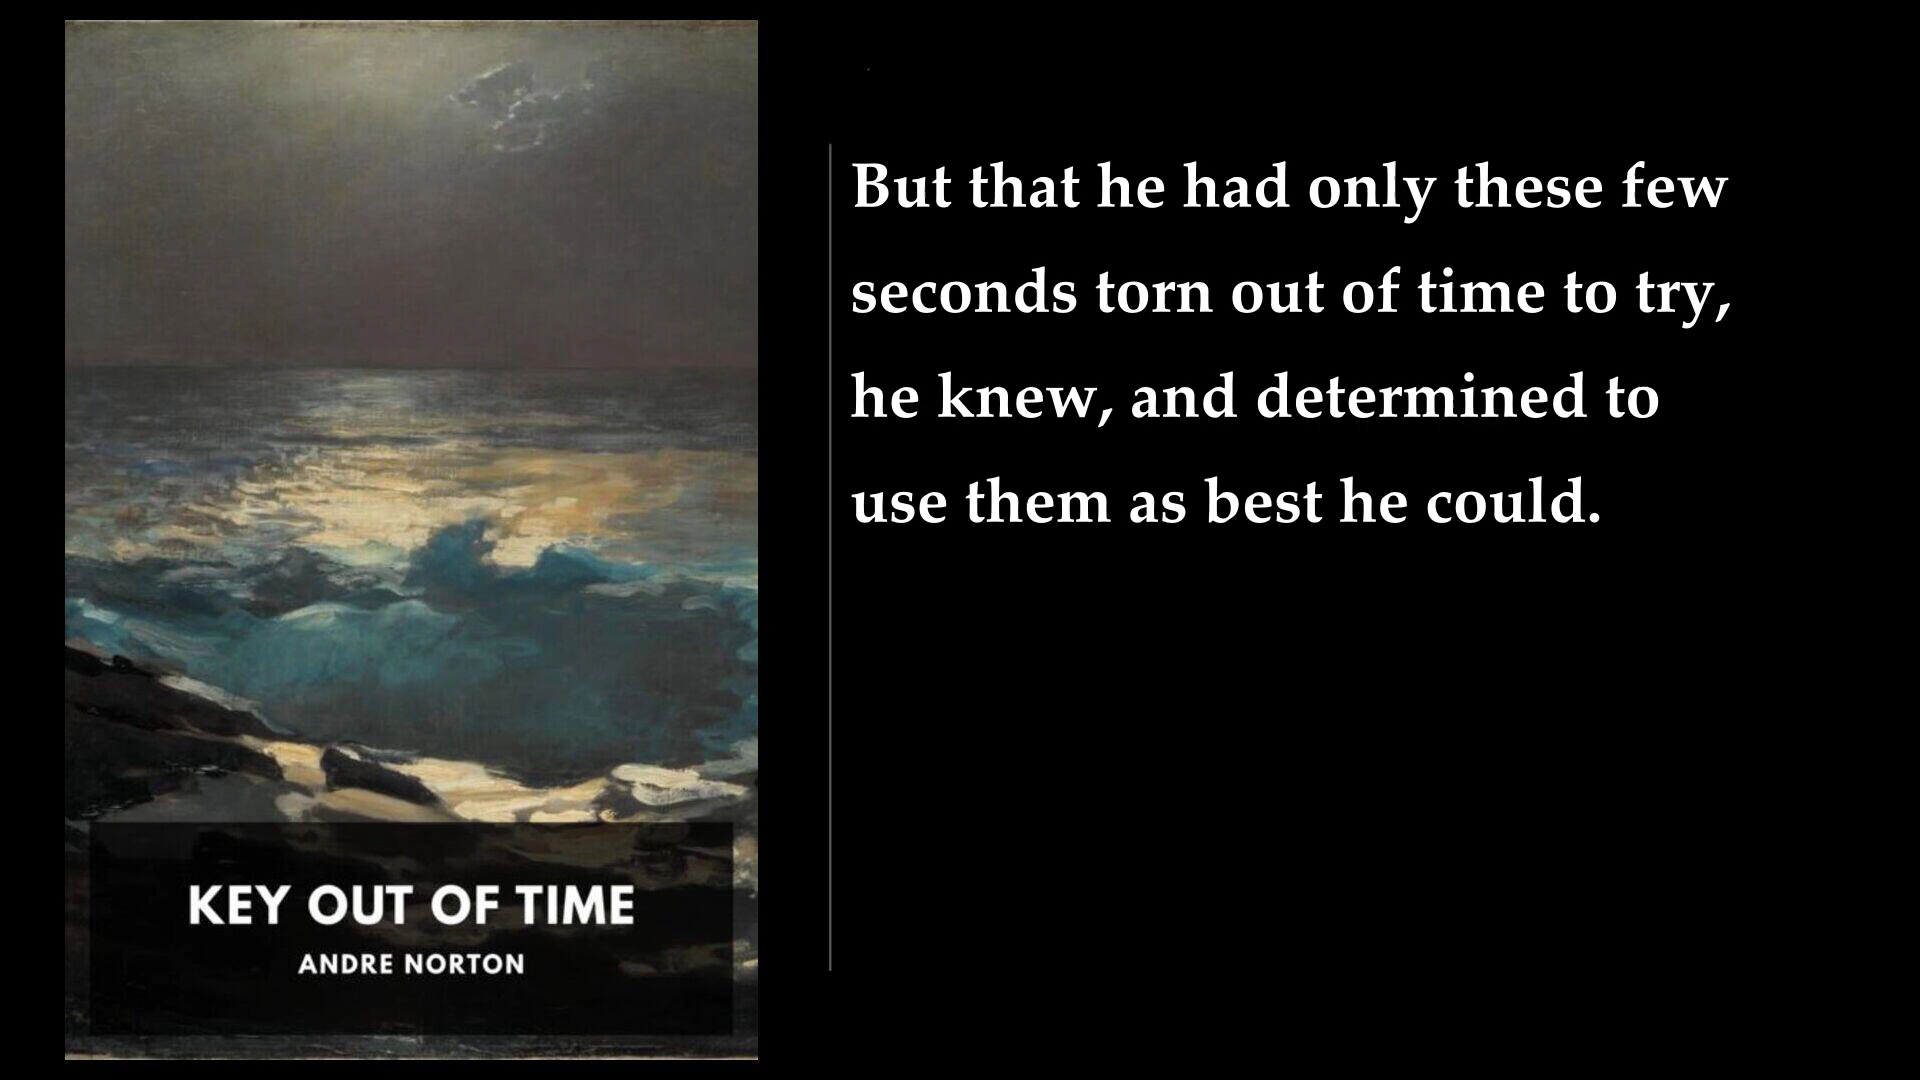 But that he had only these few
seconds torn out of time to try,
he knew, and determined to
use them as best he could.
KEY OUT OF TIME
ANDRE NORTON